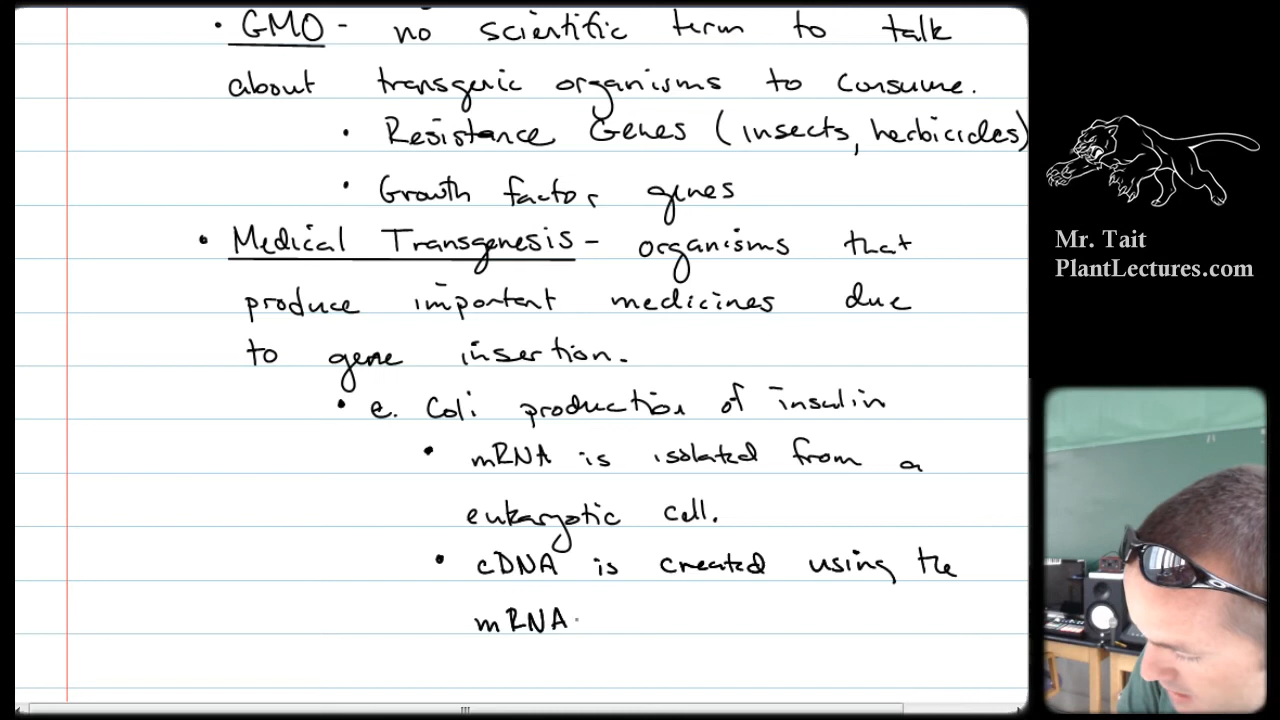 • GMO - no scientific term to talk
about transgenic organisms to consume.
• Resistance Genes (insects, herbicides)
• Growth factor genes
• Medical Transgenesis - organisms that
produce important medicines due
to gene insertion.
• e. Coli production of insulin
• mRNA is isolated from a
eukaryotic cell.
• cDNA is created using the
mRNA.
Mr. Tait
PlantLectures.com